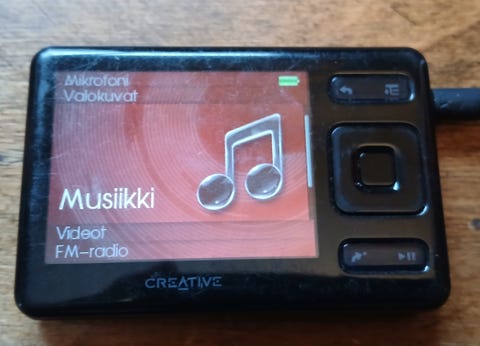 Mikrofoni
Valokuvat
Musiikki
Videot
FM-radio
CREATIVE